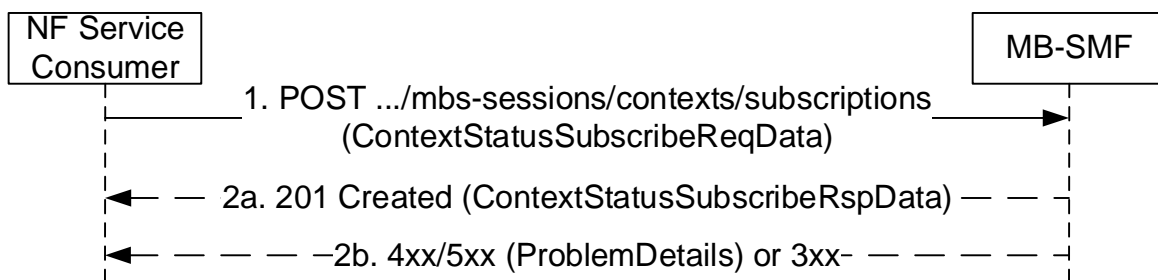 NF Service
Consumer
MB-SMF
1. POST .../mbs-sessions/contexts/subscriptions
(ContextStatusSubscribeReqData)
2a. 201 Created (ContextStatusSubscribeRspData)
2b. 4xx/5xx (ProblemDetails) or 3xx